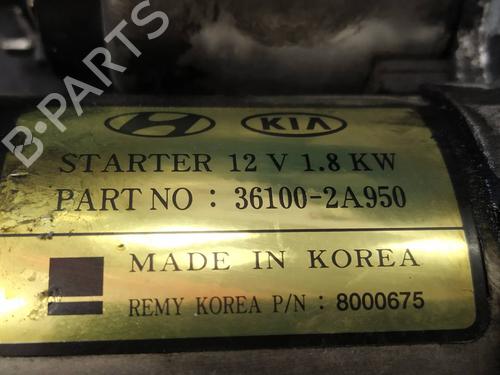 B-PARTS
KIA
STARTER 12 V 1.8 KW
PART NO : 36100-2A950
MADE IN KOREA
REMY KOREA P/N : 8000675